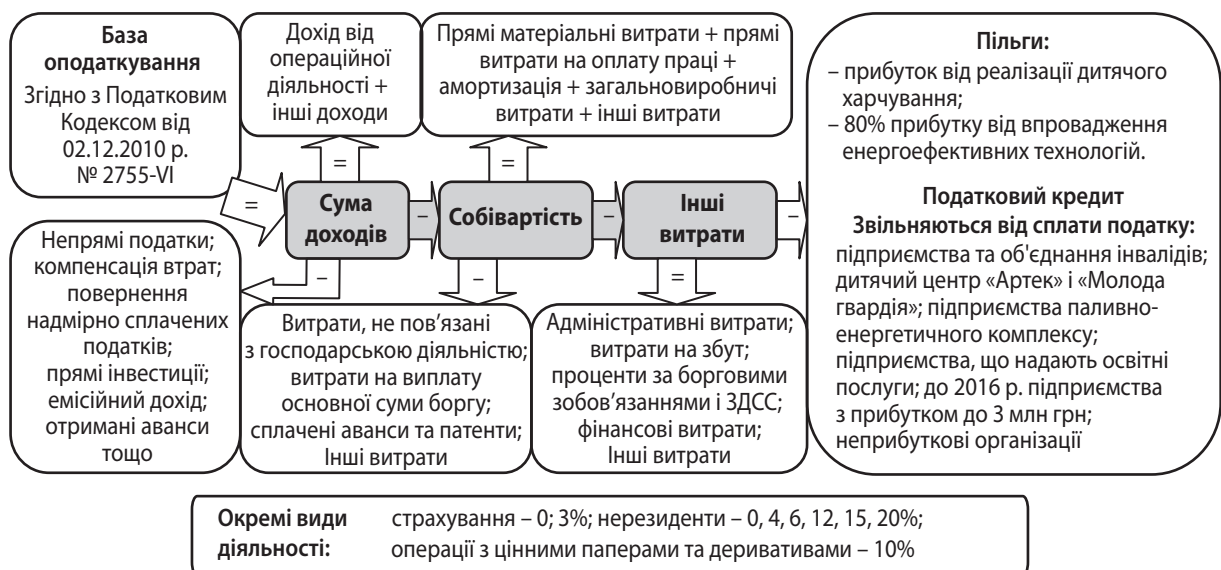 База
оподаткування
Згідно з Податковим
Кодексом від
02.12.2010 р.
№ 2755-VI
Дохід від
операційної
діяльності +
інші доходи
Прямі матеріальні витрати + прямі
витрати на оплату праці +
амортизація + загальновиробничі
витрати + інші витрати
=
=
=
Сума
доходів
–
Собівартість
–
Інші
витрати
–
–
–
=
Непрямі податки;
компенсація втрат;
повернення
надмірно сплачених
податків;
прямі інвестиції;
емісійний дохід;
отримані аванси
тощо
Витрати, не пов’язані
з господарською діяльністю;
витрати на виплату
основної суми боргу;
сплачені аванси та патенти;
Інші витрати
Адміністративні витрати;
витрати на збут;
проценти за борговими
зобов’язаннями і ЗДСС;
фінансові витрати;
Інші витрати
Пільги:
– прибуток від реалізації дитячого
харчування;
– 80% прибутку від впровадження
енергоефективних технологій.
Податковий кредит
Звільняються від сплати податку:
підприємства та об'єднання інвалідів;
дитячий центр «Артек» і «Молода
гвардія»; підприємства паливно-
енергетичного комплексу;
підприємства, що надають освітні
послуги; до 2016 р. підприємства
з прибутком до 3 млн грн;
неприбуткові організації
Окремі види страхування – 0; 3%; нерезиденти – 0, 4, 6, 12, 15, 20%;
діяльності: операції з цінними паперами та деривативами – 10%